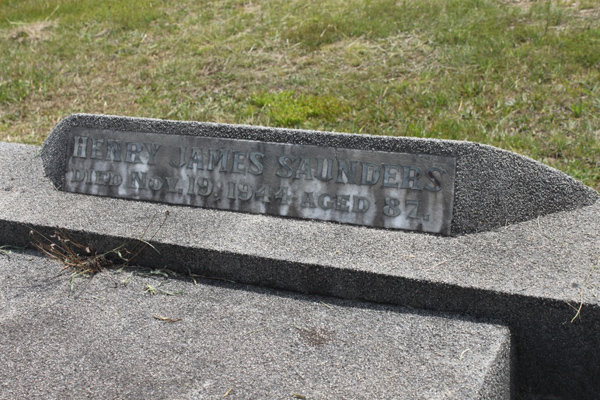 HENRY JAMES SAUNDERS
DIED NOV. 19, 1944. AGED 87.